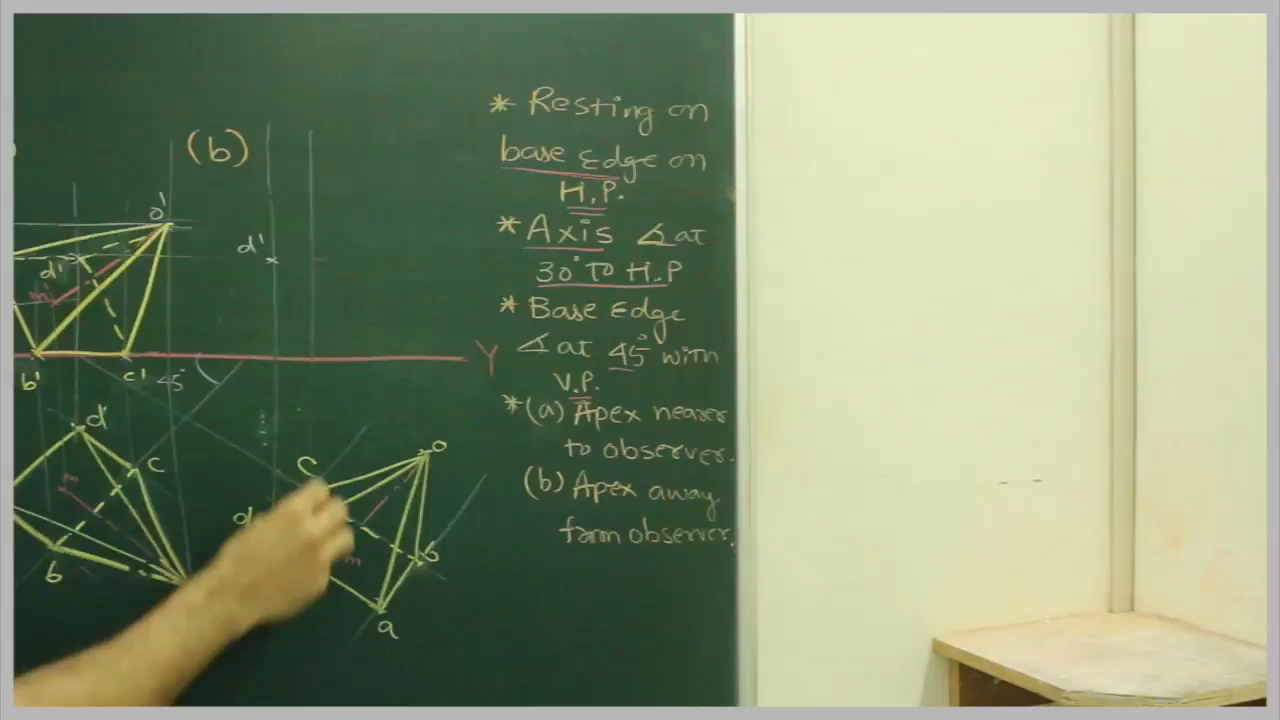 (b)
o'
d'
d'
m'
b'
c'
45°
Y
d
c
m
b
c
o
d
m
b
a
* Resting on
base Edge on
H.P.
* Axis ∠ at
30° To H.P
* Base Edge
∠ at 45° with
V.P.
* (a) Apex nearer
to observer.
(b) Apex away
form observer.